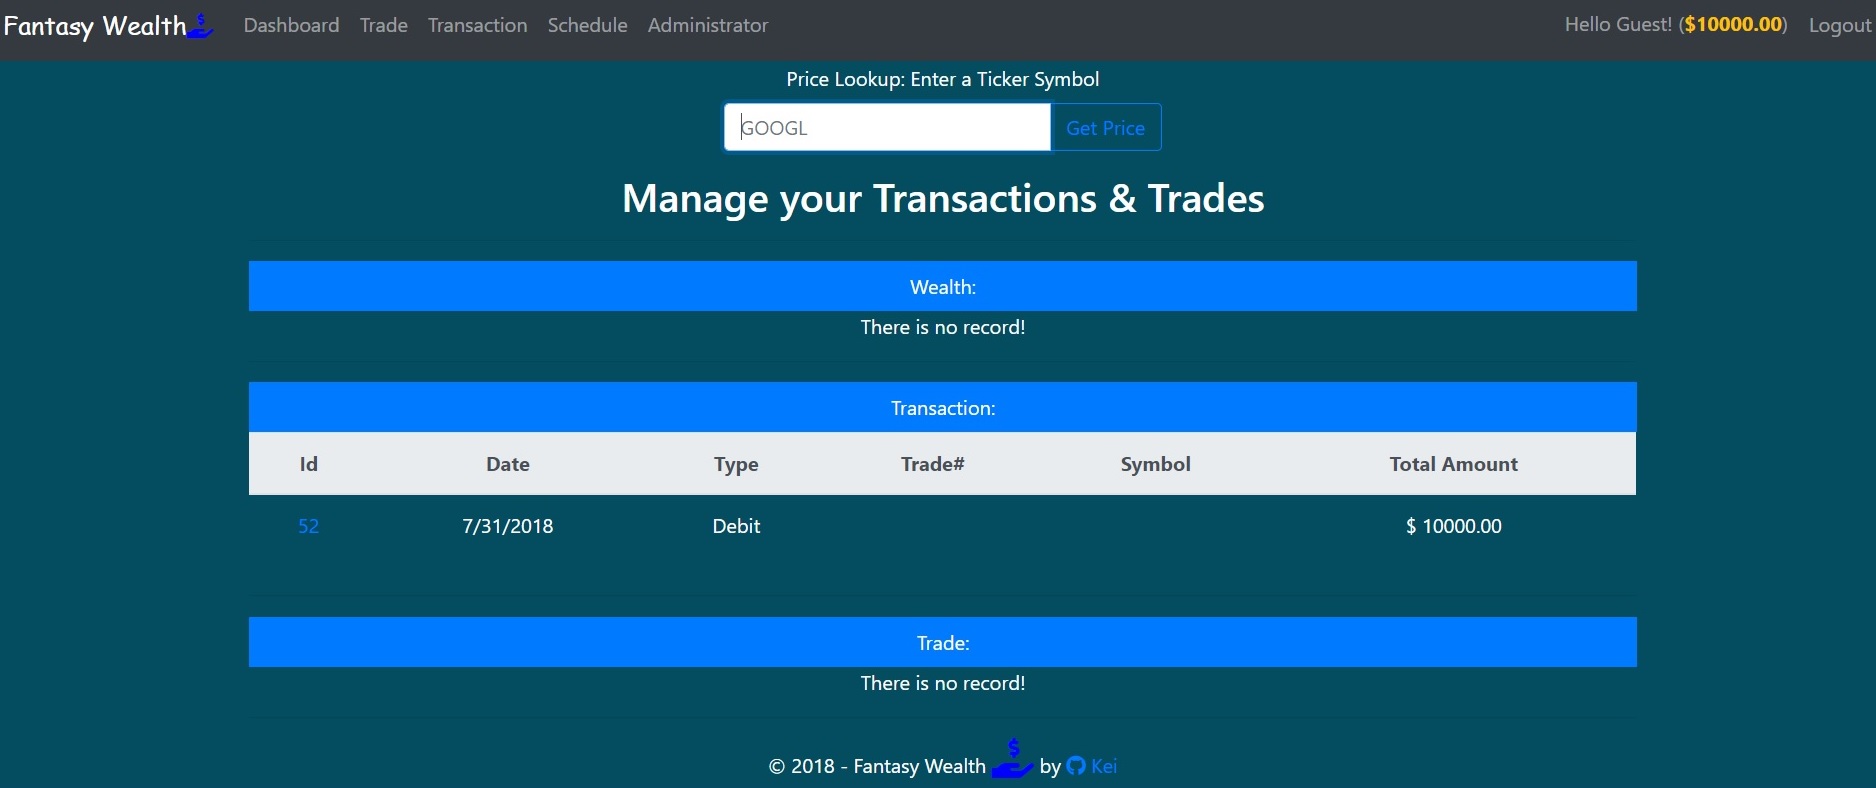 Fantasy Wealth Dashboard Trade Transaction Schedule Administrator Hello Guest! ($10000.00) Logout
Price Lookup: Enter a Ticker Symbol
GOOGL Get Price
Manage your Transactions & Trades
Wealth:
There is no record!
Transaction:
Id Date Type Trade# Symbol Total Amount
52 7/31/2018 Debit $ 10000.00
Trade:
There is no record!
© 2018 - Fantasy Wealth $ by Kei